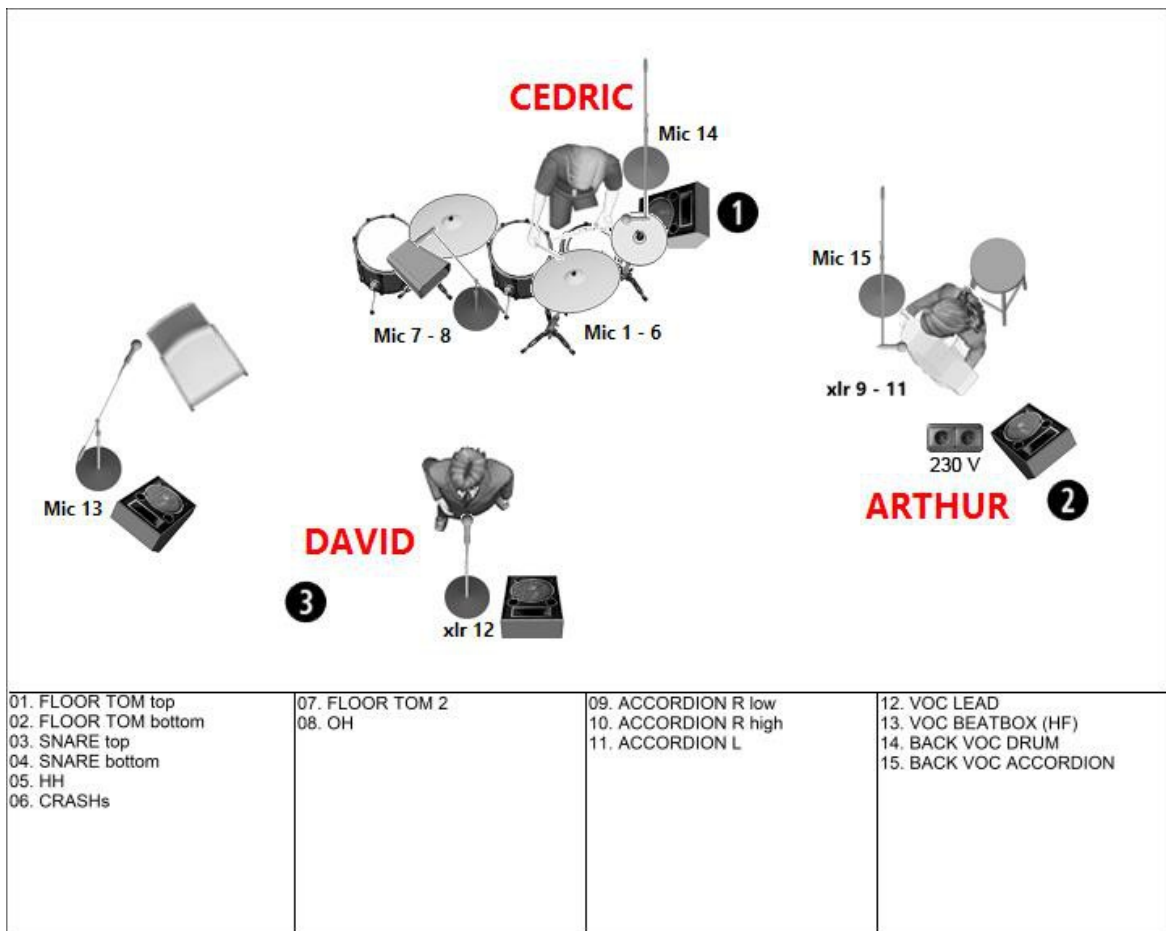 CEDRIC
Mic 14
1
Mic 15
Mic 7 - 8
Mic 1 - 6
xlr 9 - 11
230 V
Mic 13
ARTHUR
2
DAVID
3
xlr 12
01. FLOOR TOM top
02. FLOOR TOM bottom
03. SNARE top
04. SNARE bottom
05. HH
06. CRASHs
07. FLOOR TOM 2
08. OH
09. ACCORDION R low
10. ACCORDION R high
11. ACCORDION L
12. VOC LEAD
13. VOC BEATBOX (HF)
14. BACK VOC DRUM
15. BACK VOC ACCORDION